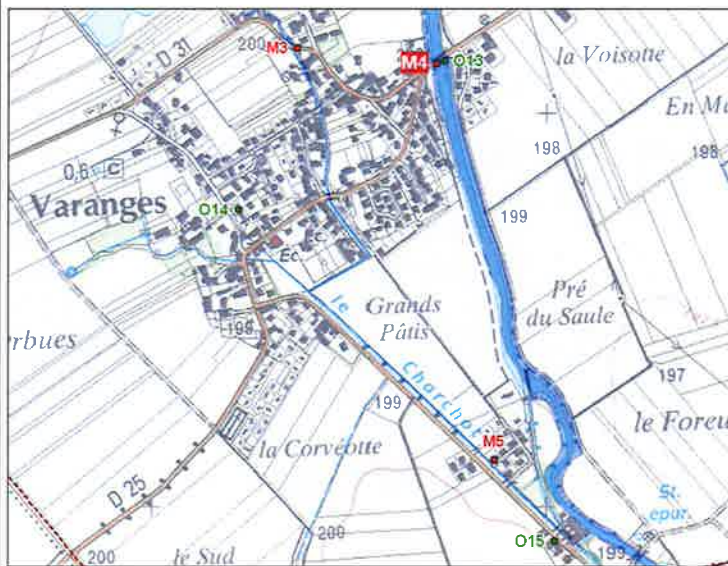 200
M3
D 31
M4
O13
la Voisotte
En
198
198
0,6
C
Varanges
O14
Ec.
199
le
Grands
Pâtis
Pré
du Saule
rbues
199
199
Charchot
197
la Corvéotte
M5
le Foreu
St.
epur.
D 25
200
O15
199
200
le Sud